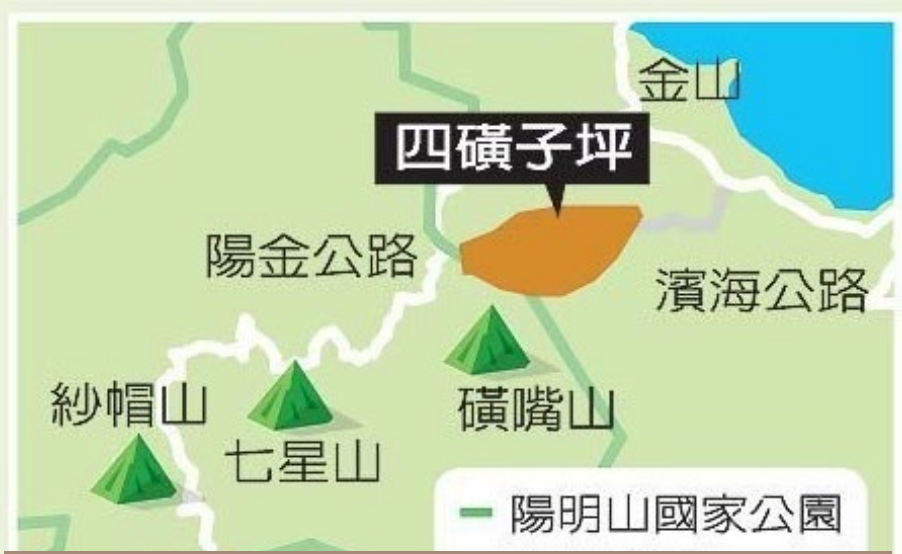 金山
四磺子坪
陽金公路
濱海公路
紗帽山
磺嘴山
七星山
陽明山國家公園